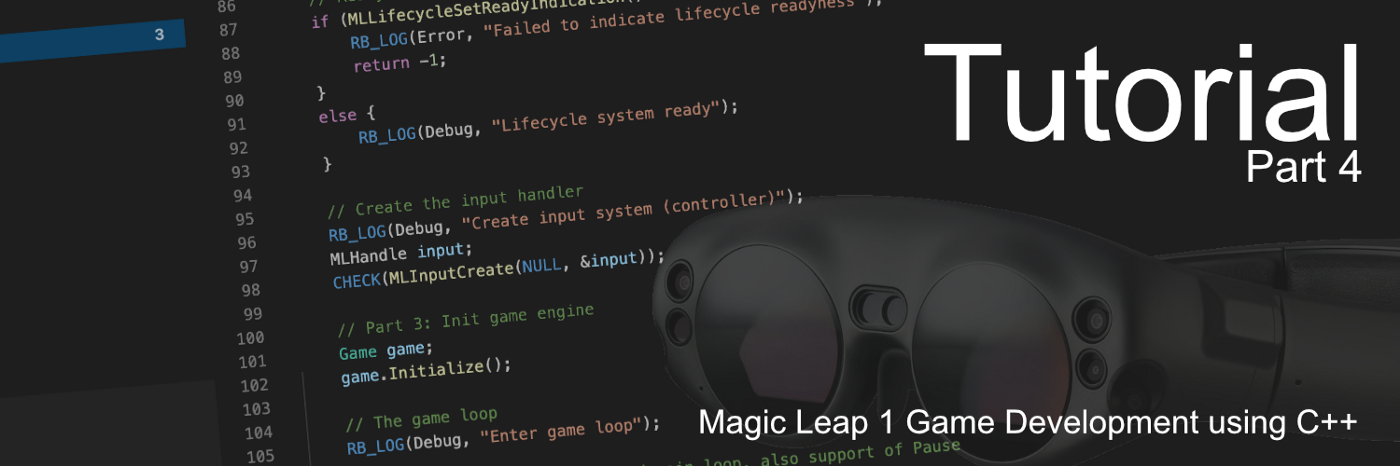 3
86
87 if (MLLifecycleSetReadyIndication(
88 RB_LOG(Error, "Failed to indicate lifecycle readyness");
89 return -1;
90 }
91 else {
92 RB_LOG(Debug, "Lifecycle system ready");
93 }
94
95 // Create the input handler
96 RB_LOG(Debug, "Create input system (controller)");
97 MLHandle input;
98 CHECK(MLInputCreate(NULL, &input));
99
100 // Part 3: Init game engine
101 Game game;
102 game.Initialize();
103
104 // The game loop
105 RB_LOG(Debug, "Enter game loop");
loop, also support of Pause
Tutorial
Part 4
Magic Leap 1 Game Development using C++